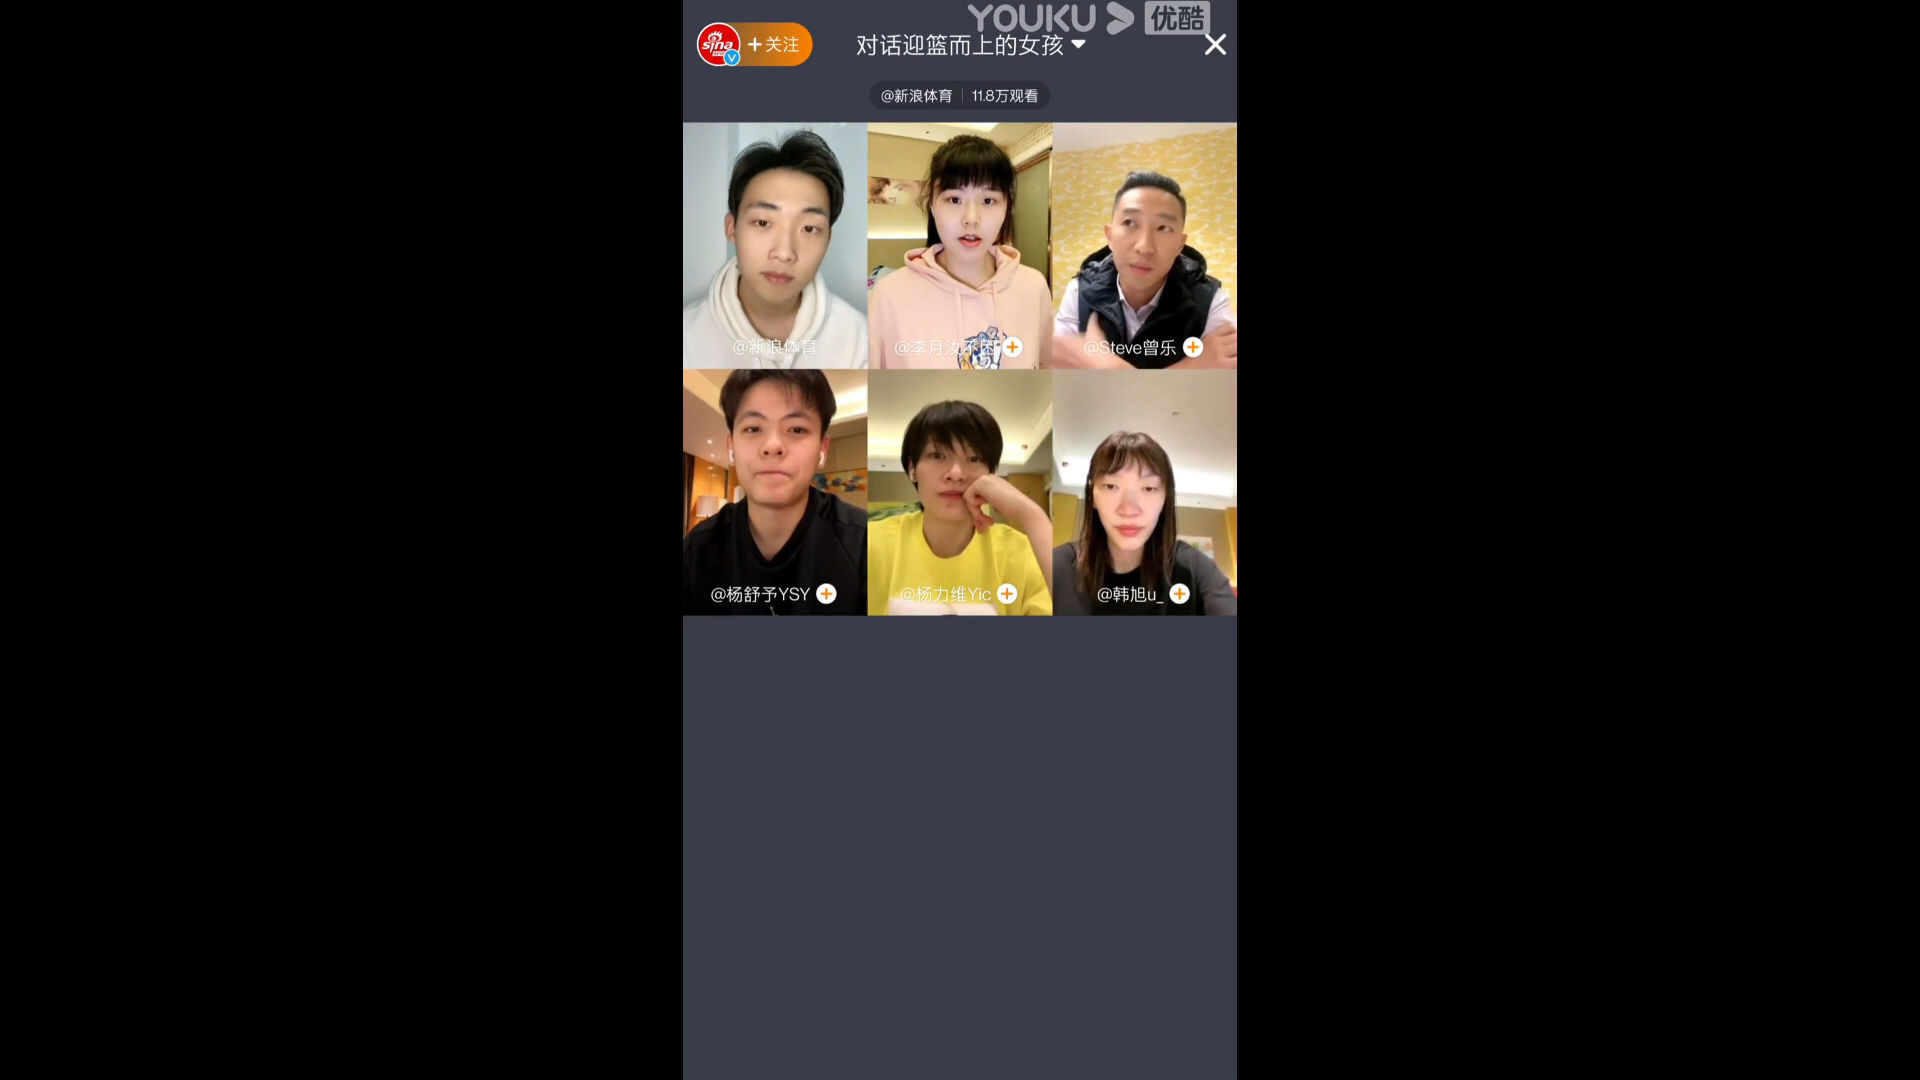 YOUKU 优酷
sina
+关注
对话迎篮而上的女孩
@新浪体育 11.8万观看
@新浪体育
@李月汝不困
@Steve曾乐
@杨舒予YSY
@杨力维Yic
@韩旭u_